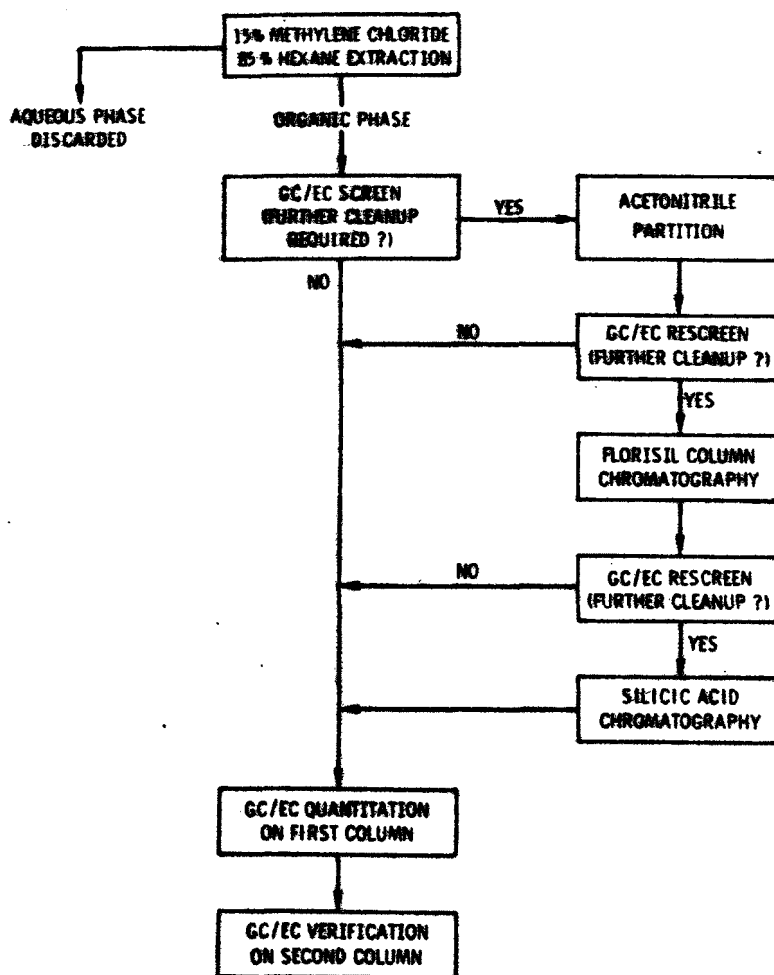 15% METHYLENE CHLORIDE
85% HEXANE EXTRACTION
AQUEOUS PHASE
DISCARDED
ORGANIC PHASE
GC/EC SCREEN
(FURTHER CLEANUP
REQUIRED ?)
YES
ACETONITRILE
PARTITION
NO
GC/EC RESCREEN
(FURTHER CLEANUP ?)
NO
YES
FLORISIL COLUMN
CHROMATOGRAPHY
GC/EC RESCREEN
(FURTHER CLEANUP ?)
NO
YES
SILICIC ACID
CHROMATOGRAPHY
GC/EC QUANTITATION
ON FIRST COLUMN
GC/EC VERIFICATION
ON SECOND COLUMN